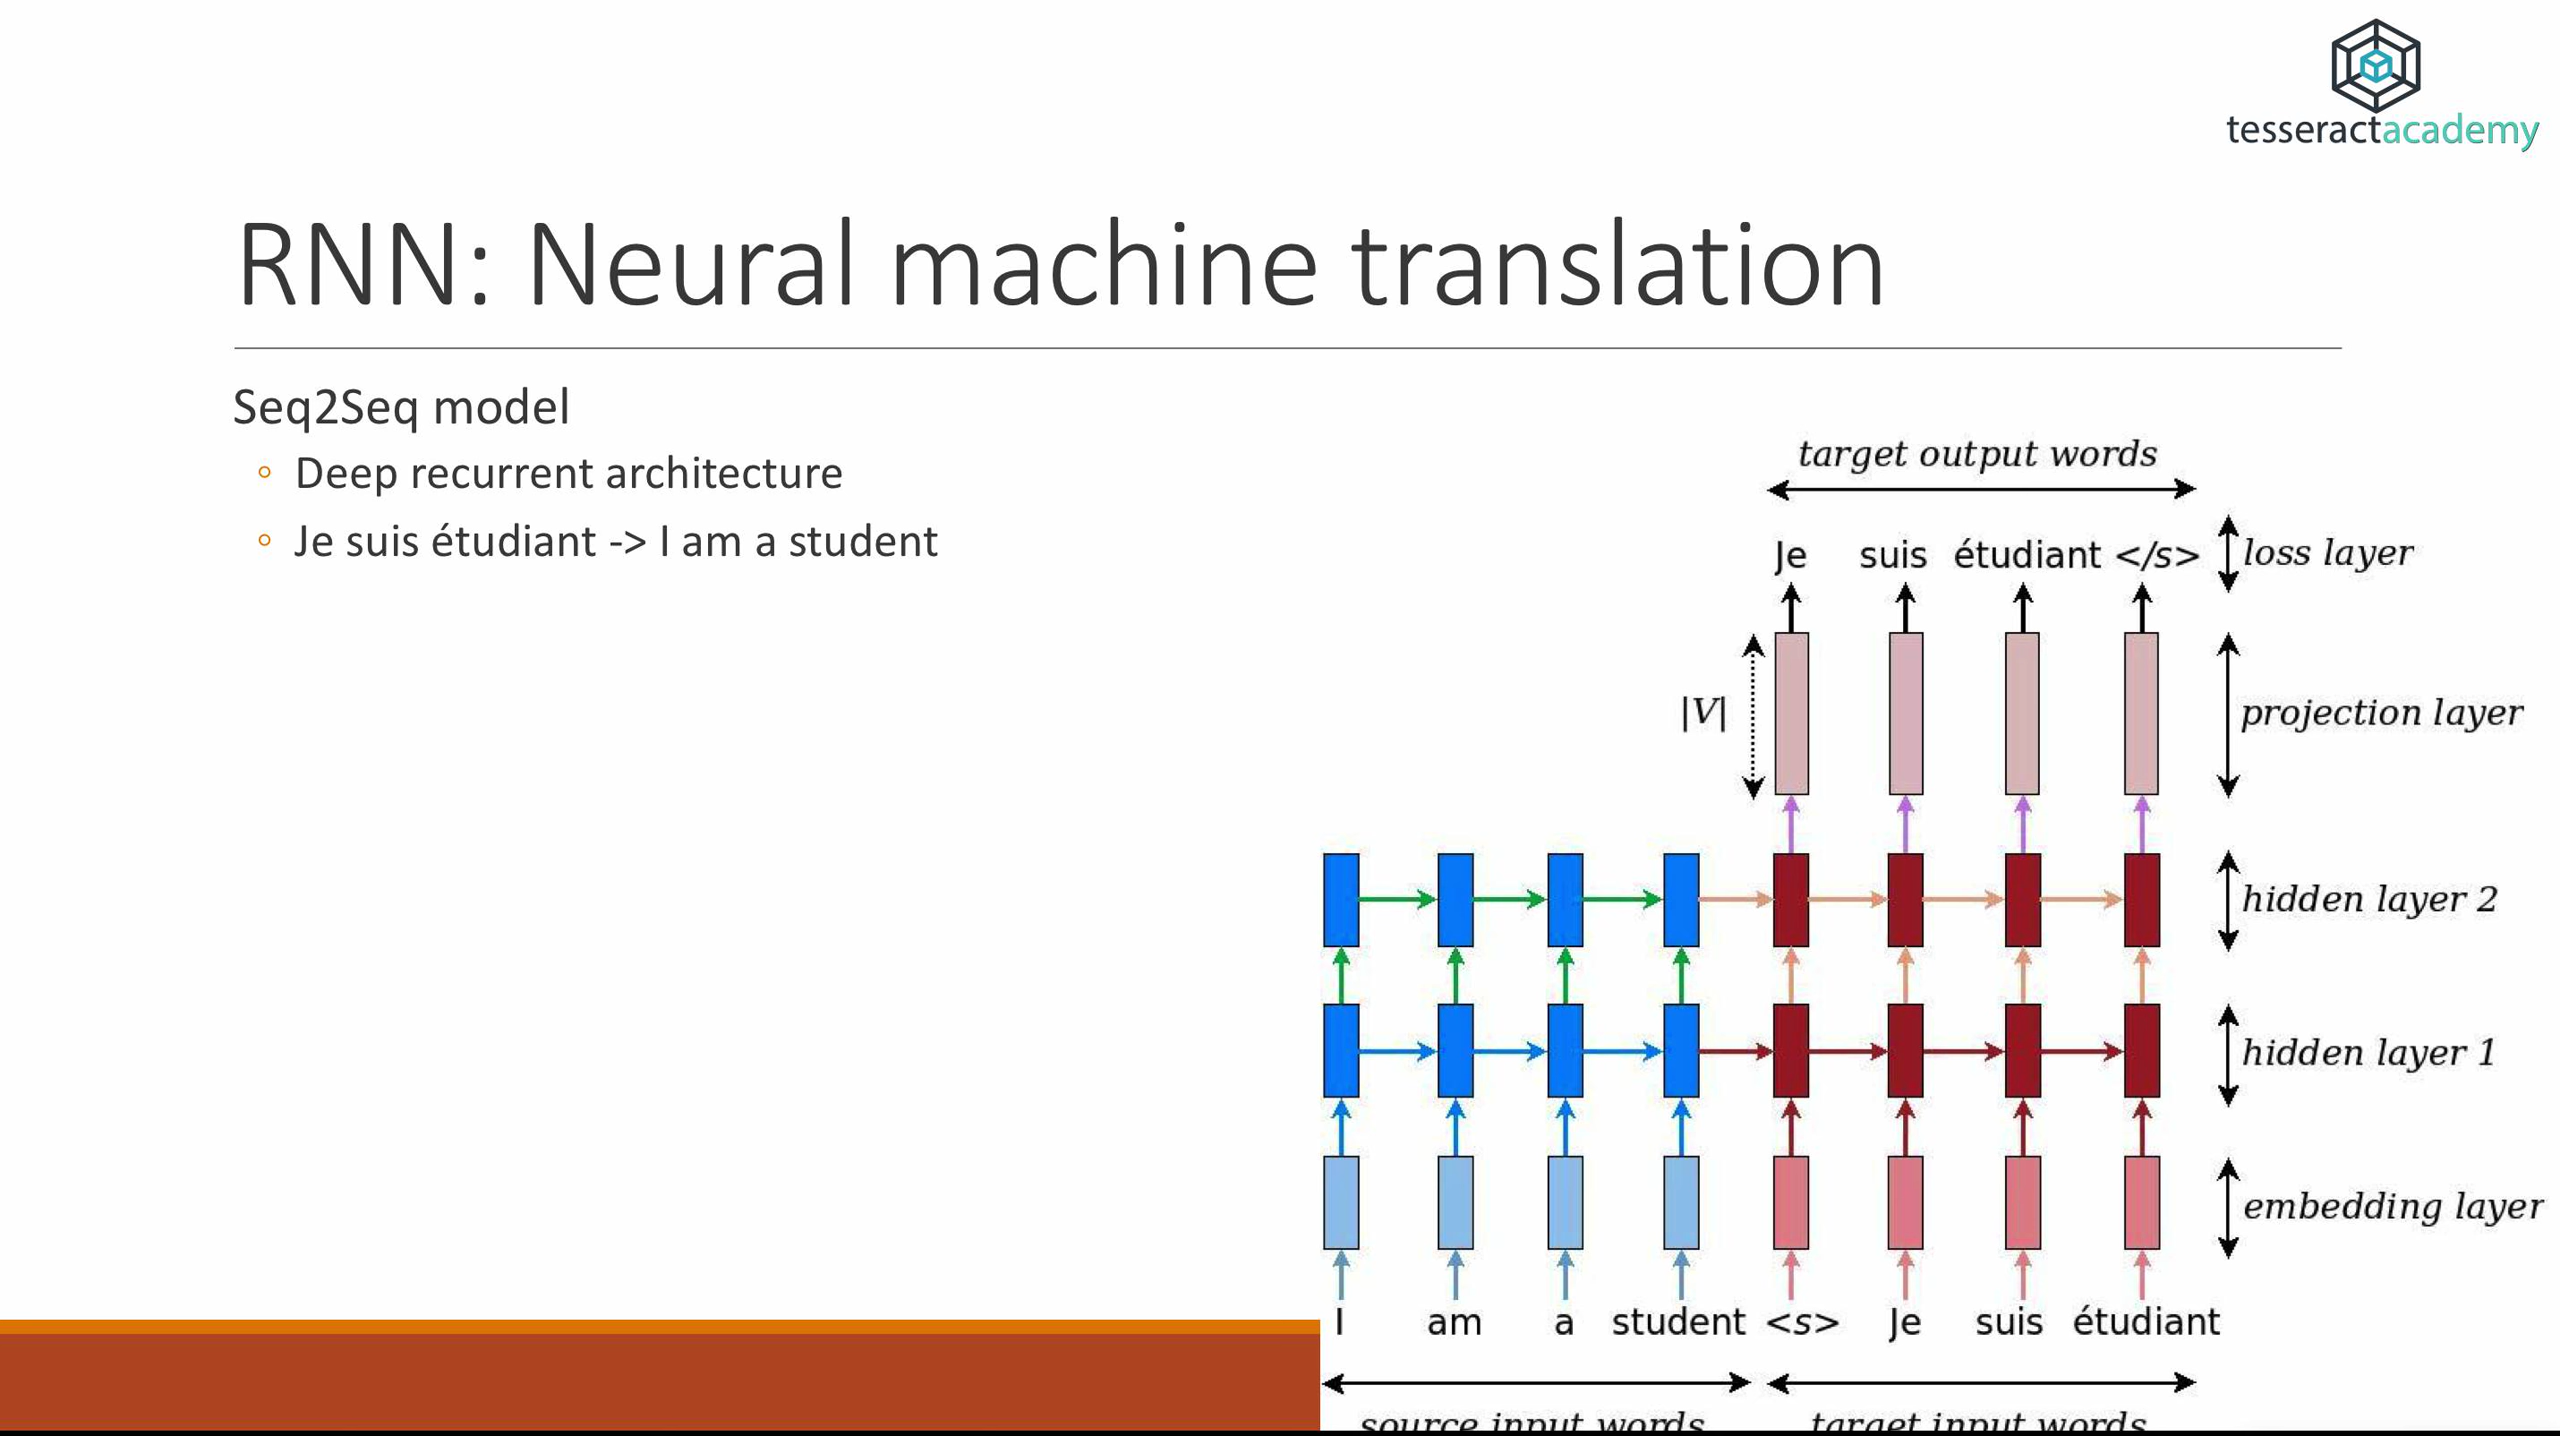 tesseractacademy
RNN: Neural machine translation
Seq2Seq model
Deep recurrent architecture
Je suis étudiant -> I am a student
target output words
Je suis étudiant </s> loss layer
|V| projection layer
hidden layer 2
hidden layer 1
embedding layer
I am a student <s> Je suis étudiant
source input words target input words